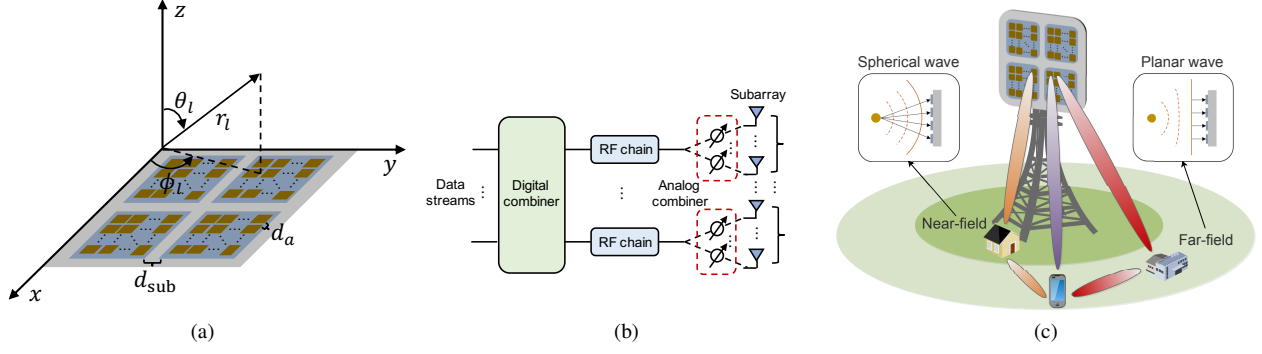 z
θ_l
r_l
y
ϕ_l
d_a
d_sub
x
(a)
Data
streams
⋮
Digital
combiner
RF chain
⋮
RF chain
Analog
combiner
Subarray
(b)
Spherical wave
Planar wave
Near-field
Far-field
(c)